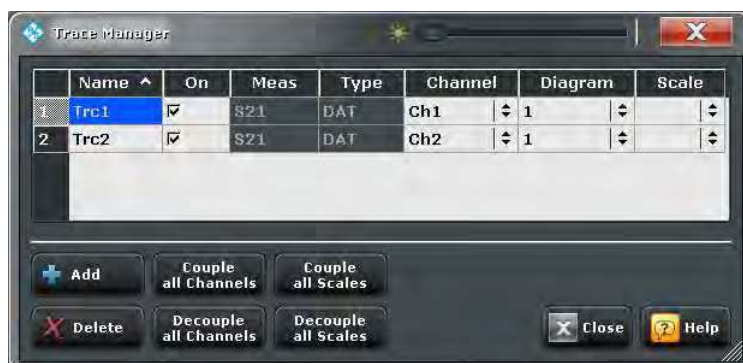 Trace Manager
Name On Meas Type Channel Diagram Scale
1 Trc1 S21 DAT Ch1 1
2 Trc2 S21 DAT Ch2 1
Add Couple all Channels Couple all Scales
Delete Decouple all Channels Decouple all Scales Close Help